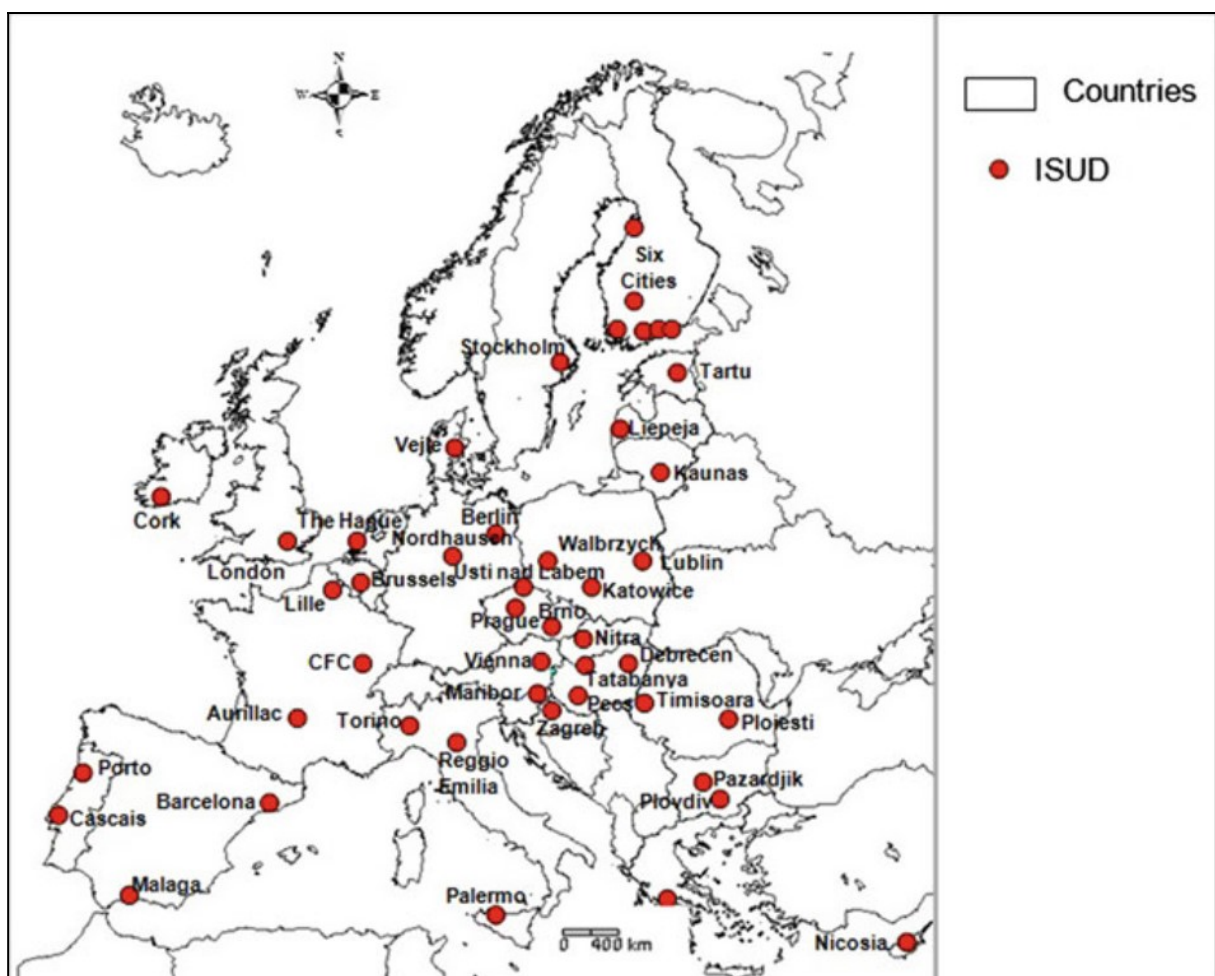 N
W E
Countries
ISUD
Six
Cities
Stockholm
Tartu
Liepeja
Vejle
Kaunas
Cork
The Hague
Berlin
Nordhausch
Walbrzych
London
Usti nad Labem
Lublin
Brussels
Lille
Katowice
Prague
Brno
Nitra
CFC
Vienna
Debrecen
Tatabanya
Maribor
Pecs
Timisoara
Aurillac
Torino
Zagreb
Ploiesti
Reggio
Emilia
Porto
Pazardjik
Barcelona
Plovdiv
Cascais
Malaga
Palermo
0 400 km
Nicosia